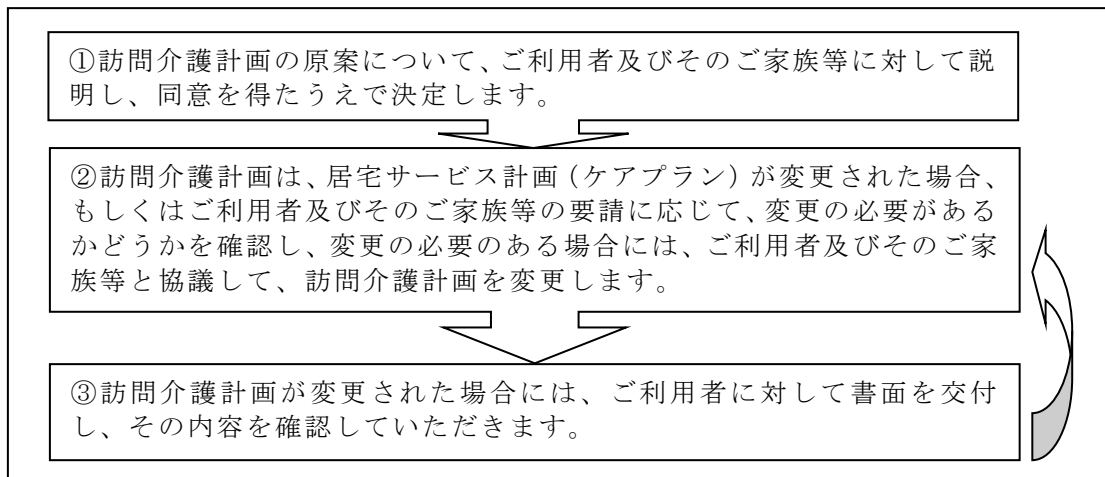 ①訪問介護計画の原案について、ご利用者及びそのご家族等に対して説
明し、同意を得たうえで決定します。
②訪問介護計画は、居宅サービス計画（ケアプラン）が変更された場合、
もしくはご利用者及びそのご家族等の要請に応じて、変更の必要がある
かどうかを確認し、変更の必要のある場合には、ご利用者及びそのご家
族等と協議して、訪問介護計画を変更します。
③訪問介護計画が変更された場合には、ご利用者に対して書面を交付
し、その内容を確認していただきます。